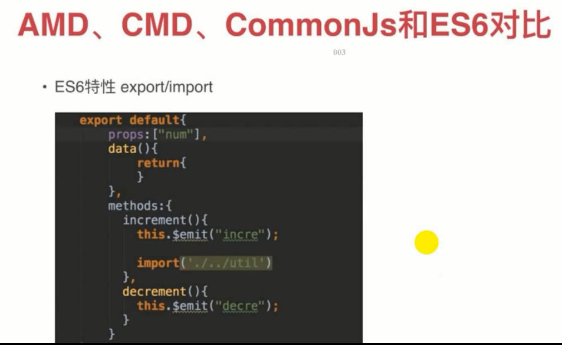 AMD、CMD、CommonJs和ES6对比
003
• ES6特性 export/import
export default{
props:["num"],
data(){
return{
}
},
methods:{
increment(){
this.$emit("incre");
import('./../util')
},
decrement(){
this.$emit("decre");
}
}